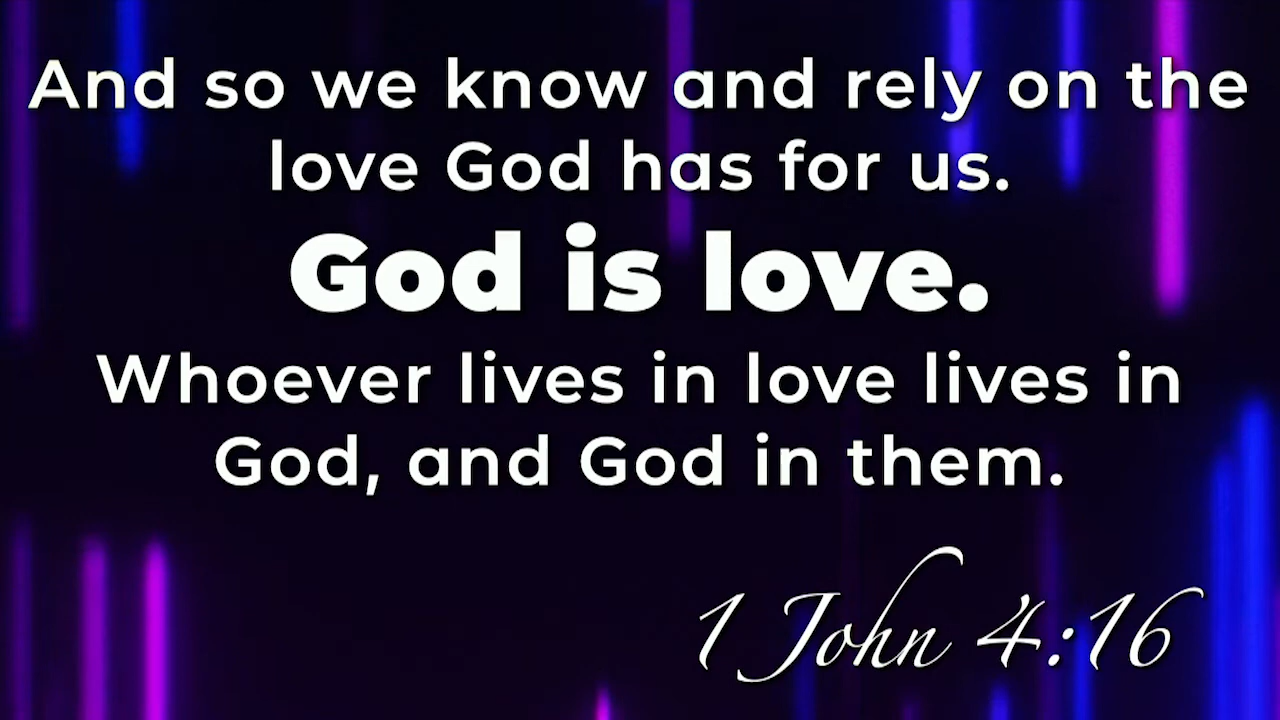 And so we know and rely on the
love God has for us.
God is love.
Whoever lives in love lives in
God, and God in them.
1 John 4:16